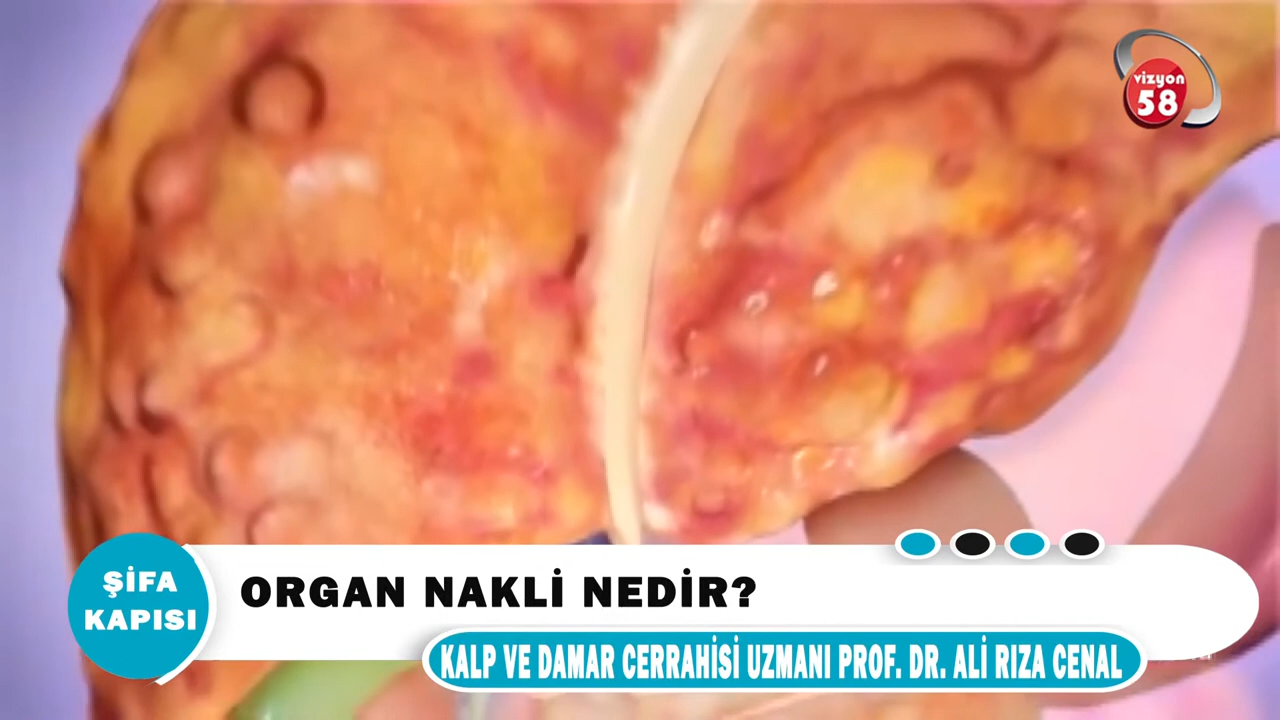 vizyon
58
ŞİFA
KAPISI
ORGAN NAKLİ NEDİR?
KALP VE DAMAR CERRAHİSİ UZMANI PROF. DR. ALİ RIZA CENAL